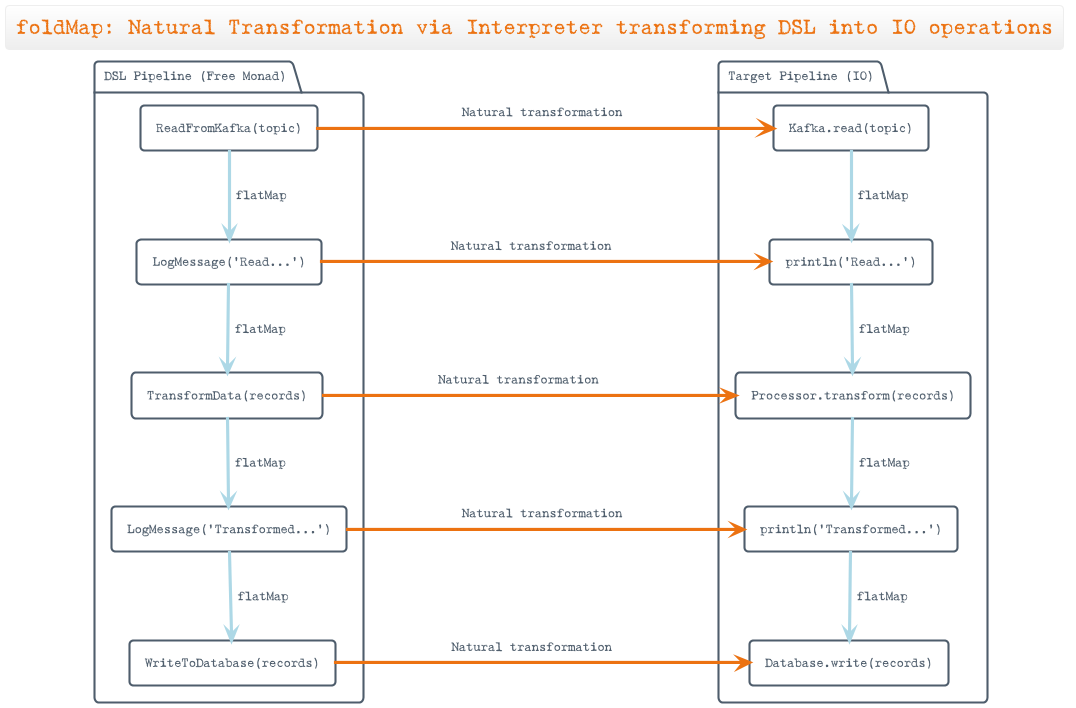 foldMap: Natural Transformation via Interpreter transforming DSL into IO operations
DSL Pipeline (Free Monad)
Target Pipeline (IO)
ReadFromKafka(topic)
Natural transformation
Kafka.read(topic)
flatMap
flatMap
LogMessage('Read...')
Natural transformation
println('Read...')
flatMap
flatMap
TransformData(records)
Natural transformation
Processor.transform(records)
flatMap
flatMap
LogMessage('Transformed...')
Natural transformation
println('Transformed...')
flatMap
flatMap
WriteToDatabase(records)
Natural transformation
Database.write(records)